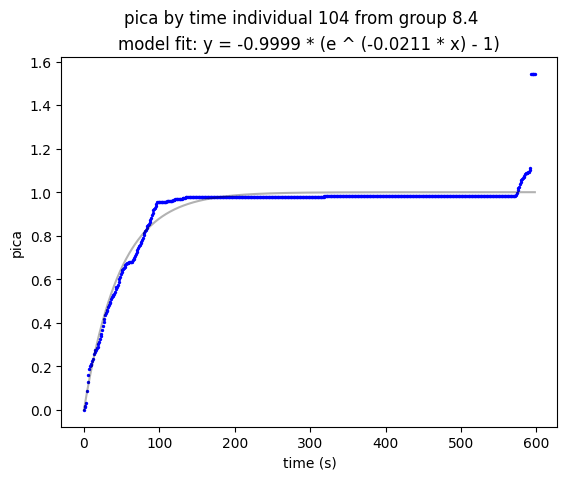 pica by time individual 104 from group 8.4
model fit: y = -0.9999 * (e ^ (-0.0211 * x) - 1)
1.6
1.4
1.2
1.0
0.8
0.6
0.4
0.2
0.0
pica
0 100 200 300 400 500 600
time (s)